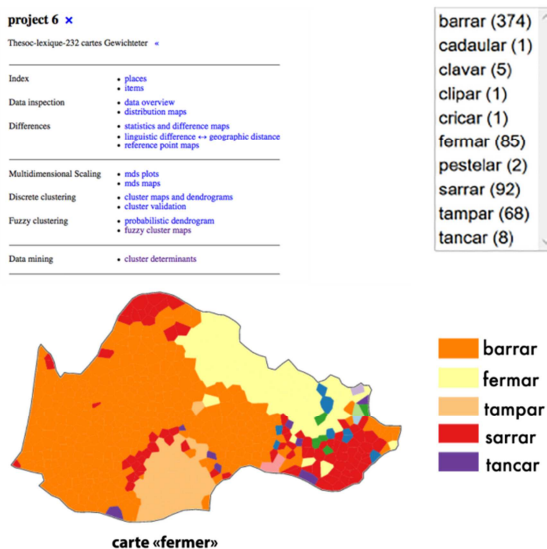 project 6 ×
Thesoc-lexique-232 cartes Gewichteter «
Index
• places
• items
Data inspection
• data overview
• distribution maps
Differences
• statistics and difference maps
• linguistic difference ↔ geographic distance
• reference point maps
Multidimensional Scaling
• mds plots
• mds maps
Discrete clustering
• cluster maps and dendrograms
• cluster validation
Fuzzy clustering
• probabilistic dendrogram
• fuzzy cluster maps
Data mining
• cluster determinants
barrar (374)
cadaular (1)
clavar (5)
clipar (1)
cricar (1)
fermar (85)
pestelar (2)
sarrar (92)
tampar (68)
tancar (8)
barrar
fermar
tampar
sarrar
tancar
carte «fermer»